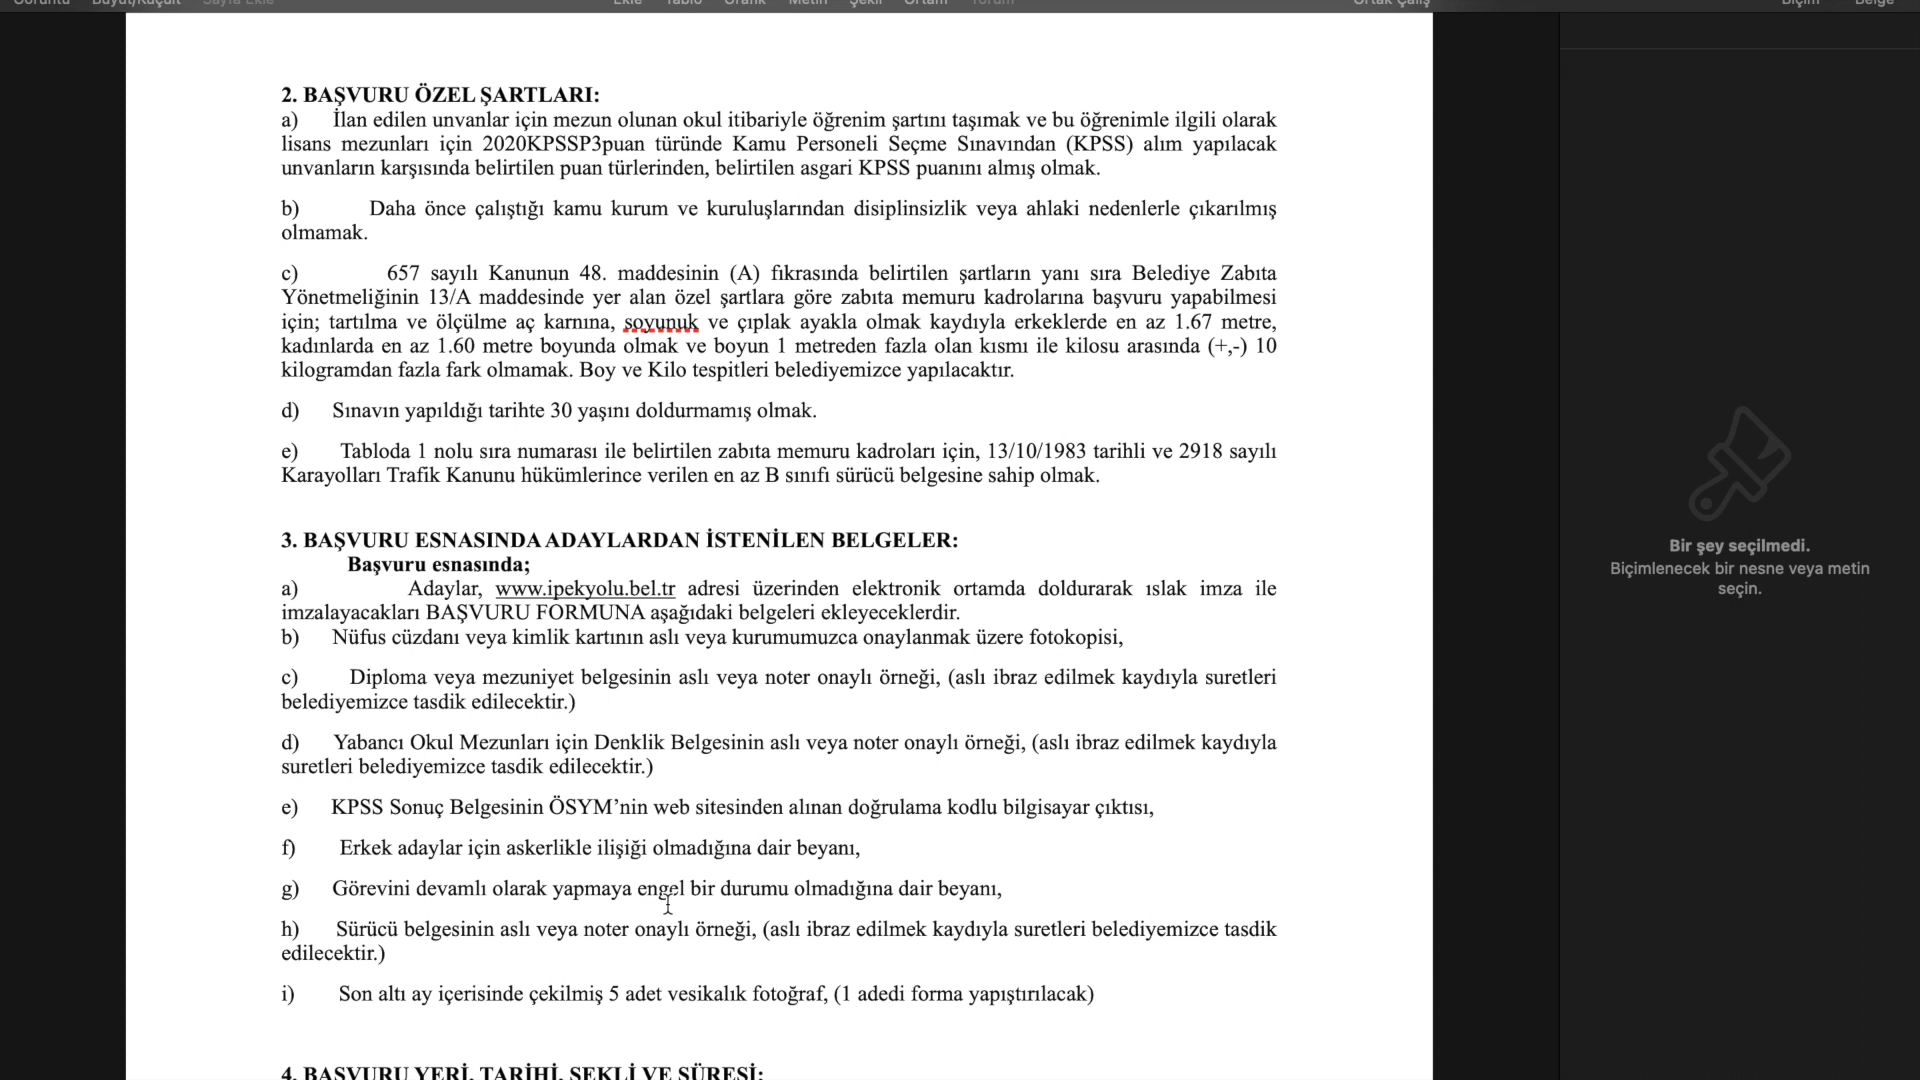 Görüntü Büyüt/Küçült Sayfa Ekle Ekle Tablo Grafik Metin Şekil Ortam Yorum Ortak Çalış Biçim Belge
2. BAŞVURU ÖZEL ŞARTLARI:
a) İlan edilen unvanlar için mezun olunan okul itibariyle öğrenim şartını taşımak ve bu öğrenimle ilgili olarak
lisans mezunları için 2020KPSSP3puan türünde Kamu Personeli Seçme Sınavından (KPSS) alım yapılacak
unvanların karşısında belirtilen puan türlerinden, belirtilen asgari KPSS puanını almış olmak.
b) Daha önce çalıştığı kamu kurum ve kuruluşlarından disiplinsizlik veya ahlaki nedenlerle çıkarılmış
olmamak.
c) 657 sayılı Kanunun 48. maddesinin (A) fıkrasında belirtilen şartların yanı sıra Belediye Zabıta
Yönetmeliğinin 13/A maddesinde yer alan özel şartlara göre zabıta memuru kadrolarına başvuru yapabilmesi
için; tartılma ve ölçülme aç karnına, soyunuk ve çıplak ayakla olmak kaydıyla erkeklerde en az 1.67 metre,
kadınlarda en az 1.60 metre boyunda olmak ve boyun 1 metreden fazla olan kısmı ile kilosu arasında (+,-) 10
kilogramdan fazla fark olmamak. Boy ve Kilo tespitleri belediyemizce yapılacaktır.
d) Sınavın yapıldığı tarihte 30 yaşını doldurmamış olmak.
e) Tabloda 1 nolu sıra numarası ile belirtilen zabıta memuru kadroları için, 13/10/1983 tarihli ve 2918 sayılı
Karayolları Trafik Kanunu hükümlerince verilen en az B sınıfı sürücü belgesine sahip olmak.
3. BAŞVURU ESNASINDA ADAYLARDAN İSTENİLEN BELGELER:
Başvuru esnasında;
a) Adaylar, www.ipekyolu.bel.tr adresi üzerinden elektronik ortamda doldurarak ıslak imza ile
imzalayacakları BAŞVURU FORMUNA aşağıdaki belgeleri ekleyeceklerdir.
b) Nüfus cüzdanı veya kimlik kartının aslı veya kurumumuzca onaylanmak üzere fotokopisi,
c) Diploma veya mezuniyet belgesinin aslı veya noter onaylı örneği, (aslı ibraz edilmek kaydıyla suretleri
belediyemizce tasdik edilecektir.)
d) Yabancı Okul Mezunları için Denklik Belgesinin aslı veya noter onaylı örneği, (aslı ibraz edilmek kaydıyla
suretleri belediyemizce tasdik edilecektir.)
e) KPSS Sonuç Belgesinin ÖSYM’nin web sitesinden alınan doğrulama kodlu bilgisayar çıktısı,
f) Erkek adaylar için askerlikle ilişiği olmadığına dair beyanı,
g) Görevini devamlı olarak yapmaya engel bir durumu olmadığına dair beyanı,
h) Sürücü belgesinin aslı veya noter onaylı örneği, (aslı ibraz edilmek kaydıyla suretleri belediyemizce tasdik
edilecektir.)
i) Son altı ay içerisinde çekilmiş 5 adet vesikalık fotoğraf, (1 adedi forma yapıştırılacak)
4. BAŞVURU YERİ, TARİHİ, ŞEKLİ VE SÜRESİ:
Bir şey seçilmedi.
Biçimlenecek bir nesne veya metin
seçin.